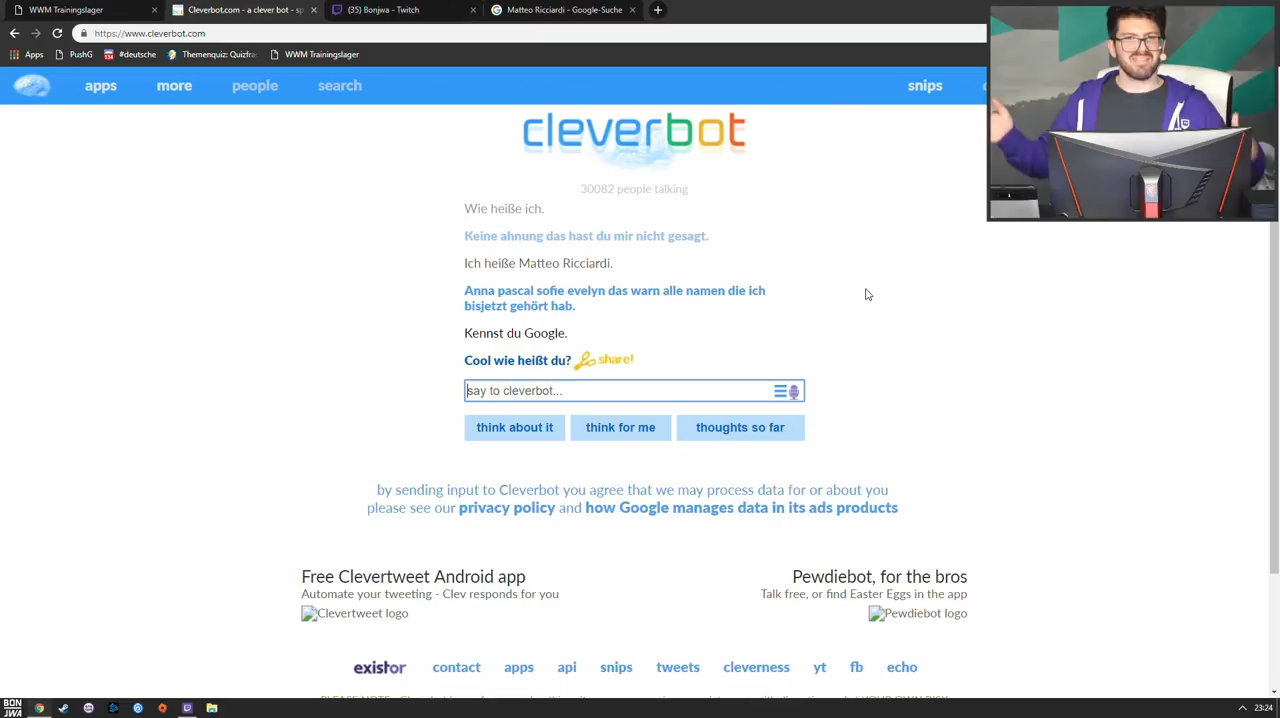 WWM Trainingslager
Cleverbot.com - a clever bot - sp
(35) Bonjwa - Twitch
Matteo Ricciardi - Google-Suche
https://www.cleverbot.com
Apps PushG #deutsche Themenquiz: Quizfra WWM Trainingslager
apps more people search snips
cleverbot
30082 people talking
Wie heiße ich.
Keine ahnung das hast du mir nicht gesagt.
Ich heiße Matteo Ricciardi.
Anna pascal sofie evelyn das warn alle namen die ich
bisjetzt gehört hab.
Kennst du Google.
Cool wie heißt du? share!
say to cleverbot...
think about it think for me thoughts so far
by sending input to Cleverbot you agree that we may process data for or about you
please see our privacy policy and how Google manages data in its ads products
Free Clevertweet Android app
Automate your tweeting - Clev responds for you
Clevertweet logo
Pewdiebot, for the bros
Talk free, or find Easter Eggs in the app
Pewdiebot logo
existor contact apps api snips tweets cleverness yt fb echo
BON
JWA
23:24